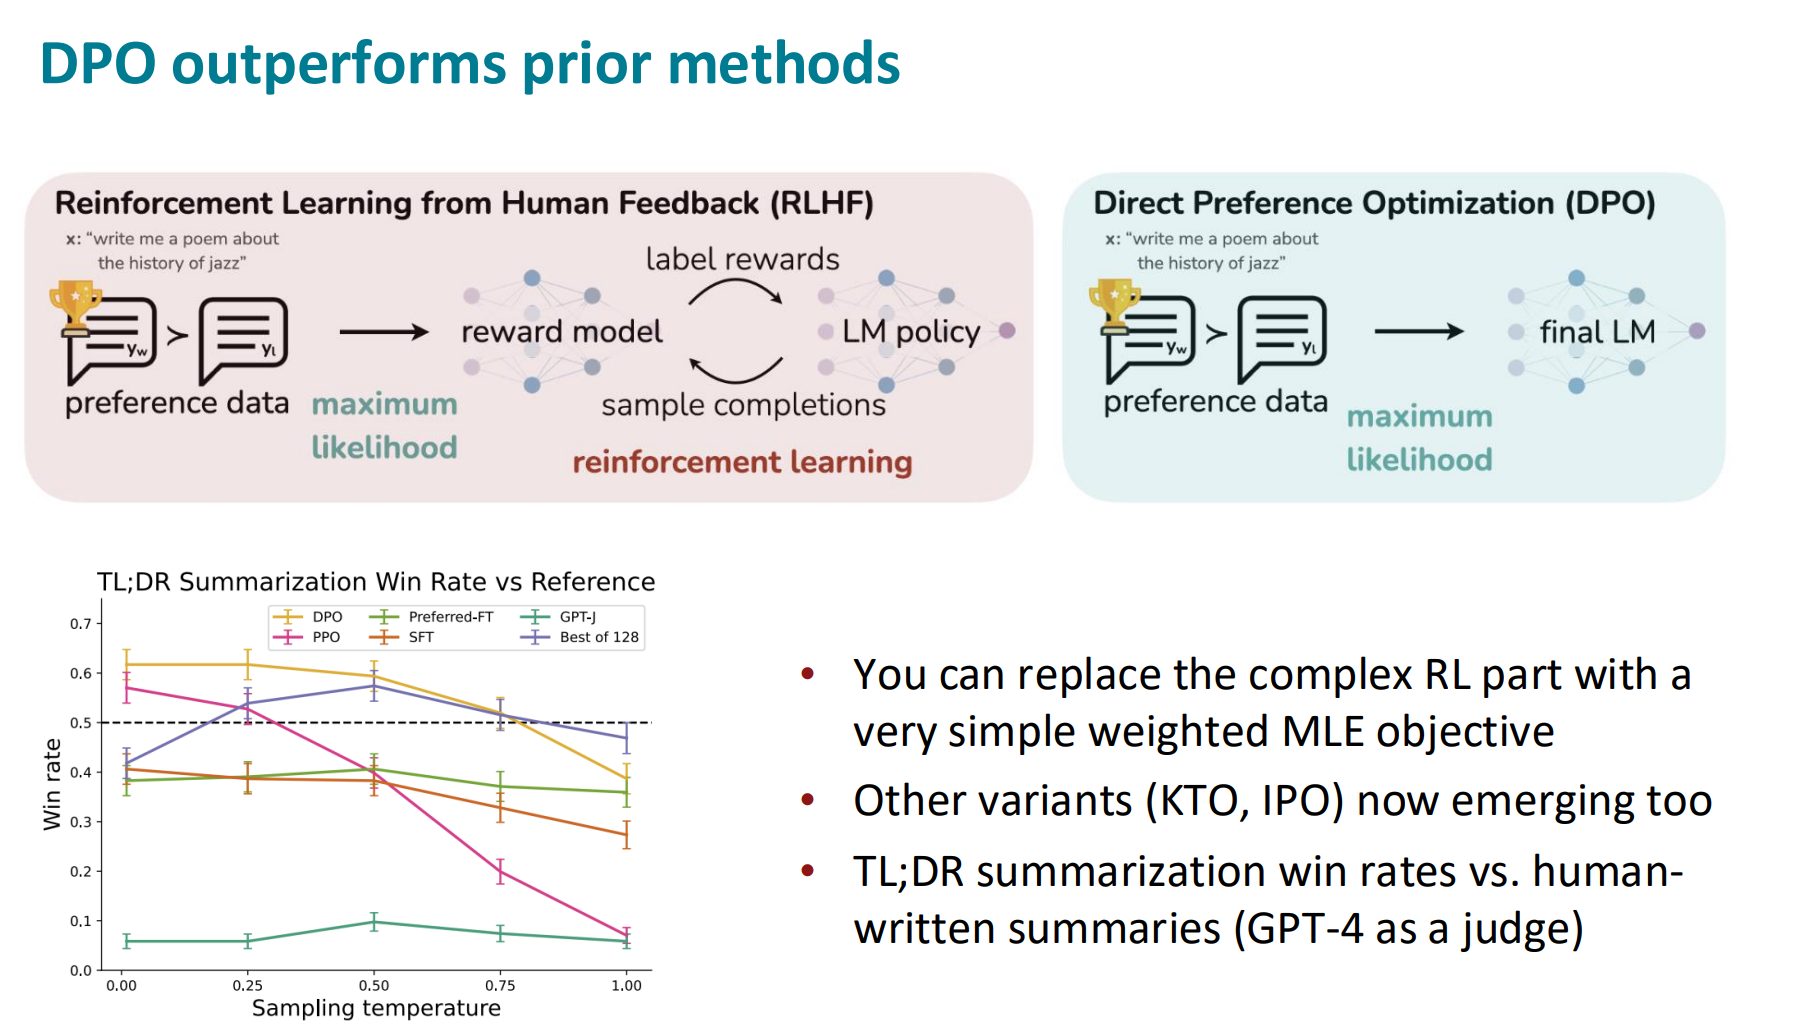 DPO outperforms prior methods
Reinforcement Learning from Human Feedback (RLHF)
x: “write me a poem about
the history of jazz”
label rewards
yw
≻
yl
reward model
LM policy
preference data
maximum
likelihood
sample completions
reinforcement learning
Direct Preference Optimization (DPO)
x: “write me a poem about
the history of jazz”
yw
≻
yl
final LM
preference data
maximum
likelihood
TL;DR Summarization Win Rate vs Reference
DPO
PPO
Preferred-FT
SFT
GPT-J
Best of 128
Win rate
0.7
0.6
0.5
0.4
0.3
0.2
0.1
0.0
0.00 0.25 0.50 0.75 1.00
Sampling temperature
• You can replace the complex RL part with a
very simple weighted MLE objective
• Other variants (KTO, IPO) now emerging too
• TL;DR summarization win rates vs. human-
written summaries (GPT-4 as a judge)